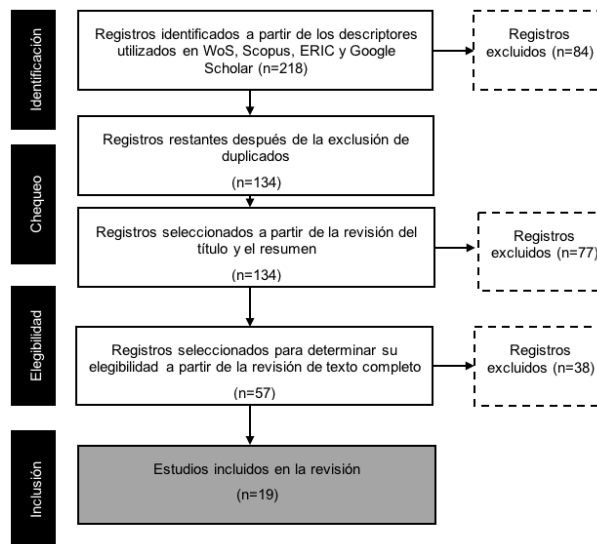 Identificación
Registros identificados a partir de los descriptores
utilizados en WoS, Scopus, ERIC y Google
Scholar (n=218)
Registros
excluidos (n=84)
Chequeo
Registros restantes después de la exclusión de
duplicados
(n=134)
Registros seleccionados a partir de la revisión del
título y el resumen
(n=134)
Registros
excluidos (n=77)
Elegibilidad
Registros seleccionados para determinar su
elegibilidad a partir de la revisión de texto completo
(n=57)
Registros
excluidos (n=38)
Inclusión
Estudios incluidos en la revisión
(n=19)